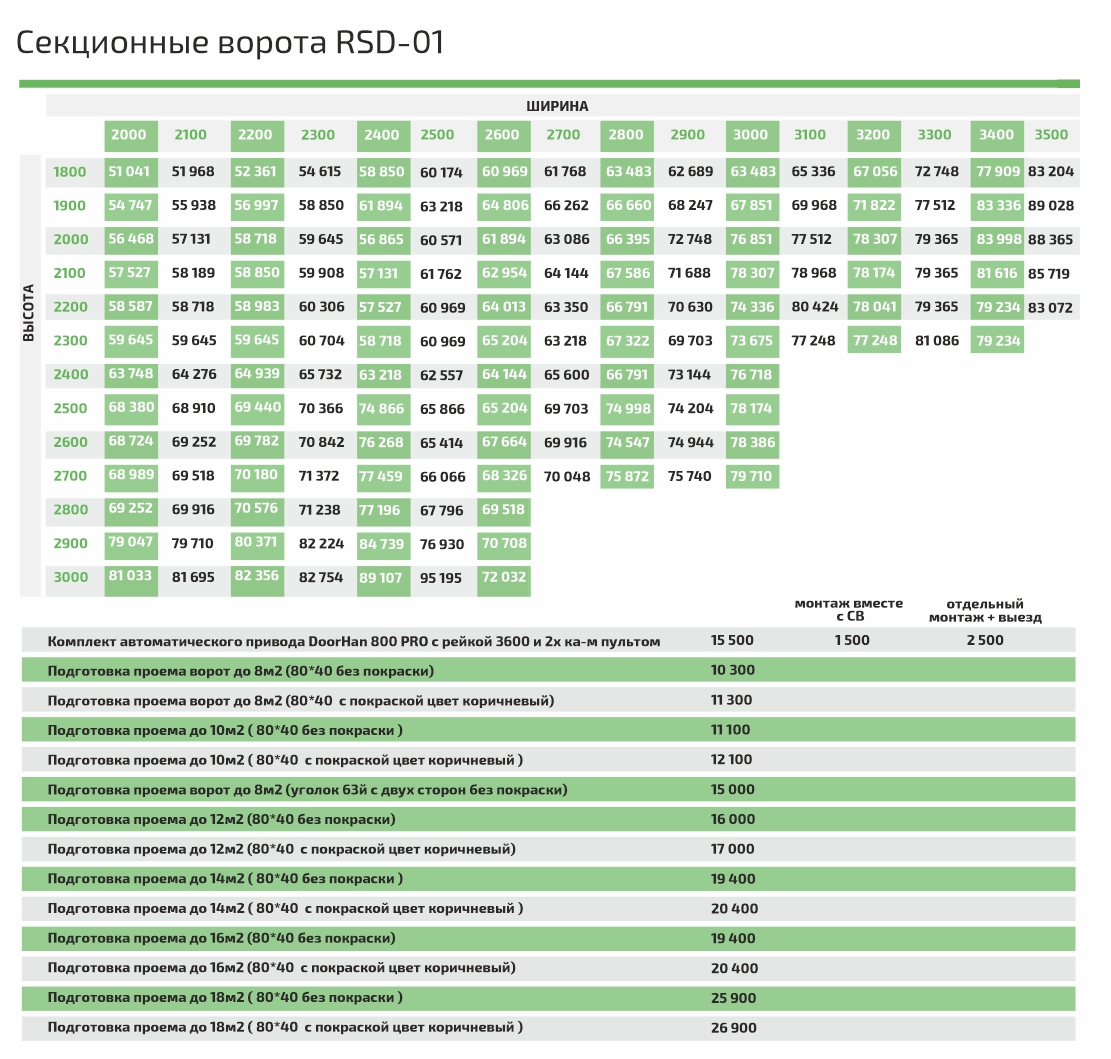 Секционные ворота RSD-01
ШИРИНА
2000 2100 2200 2300 2400 2500 2600 2700 2800 2900 3000 3100 3200 3300 3400 3500
ВЫСОТА
1800 51 041 51 968 52 361 54 615 58 850 60 174 60 969 61 768 63 483 62 689 63 483 65 336 67 056 72 748 77 909 83 204
1900 54 747 55 938 56 997 58 850 61 894 63 218 64 806 66 262 66 660 68 247 67 851 69 968 71 822 77 512 83 336 89 028
2000 56 468 57 131 58 718 59 645 56 865 60 571 61 894 63 086 66 395 72 748 76 851 77 512 78 307 79 365 83 998 88 365
2100 57 527 58 189 58 850 59 908 57 131 61 762 62 954 64 144 67 586 71 688 78 307 78 968 78 174 79 365 81 616 85 719
2200 58 587 58 718 58 983 60 306 57 527 60 969 64 013 63 350 66 791 70 630 74 336 80 424 78 041 79 365 79 234 83 072
2300 59 645 59 645 59 645 60 704 58 718 60 969 65 204 63 218 67 322 69 703 73 675 77 248 77 248 81 086 79 234
2400 63 748 64 276 64 939 65 732 63 218 62 557 64 144 65 600 66 791 73 144 76 718
2500 68 380 68 910 69 440 70 366 74 866 65 866 65 204 69 703 74 998 74 204 78 174
2600 68 724 69 252 69 782 70 842 76 268 65 414 67 664 69 916 74 547 74 944 78 386
2700 68 989 69 518 70 180 71 372 77 459 66 066 68 326 70 048 75 872 75 740 79 710
2800 69 252 69 916 70 576 71 238 77 196 67 796 69 518
2900 79 047 79 710 80 371 82 224 84 739 76 930 70 708
3000 81 033 81 695 82 356 82 754 89 107 95 195 72 032
монтаж вместе с СВ
отдельный монтаж + выезд
Комплект автоматического привода DoorHan 800 PRO с рейкой 3600 и 2х ка-м пультом 15 500 1 500 2 500
Подготовка проема ворот до 8м2 (80*40 без покраски) 10 300
Подготовка проема ворот до 8м2 (80*40 с покраской цвет коричневый) 11 300
Подготовка проема до 10м2 ( 80*40 без покраски ) 11 100
Подготовка проема до 10м2 ( 80*40 с покраской цвет коричневый ) 12 100
Подготовка проема ворот до 8м2 (уголок 63й с двух сторон без покраски) 15 000
Подготовка проема до 12м2 (80*40 без покраски) 16 000
Подготовка проема до 12м2 (80*40 с покраской цвет коричневый) 17 000
Подготовка проема до 14м2 ( 80*40 без покраски ) 19 400
Подготовка проема до 14м2 ( 80*40 с покраской цвет коричневый ) 20 400
Подготовка проема до 16м2 (80*40 без покраски) 19 400
Подготовка проема до 16м2 (80*40 с покраской цвет коричневый) 20 400
Подготовка проема до 18м2 ( 80*40 без покраски ) 25 900
Подготовка проема до 18м2 ( 80*40 с покраской цвет коричневый ) 26 900